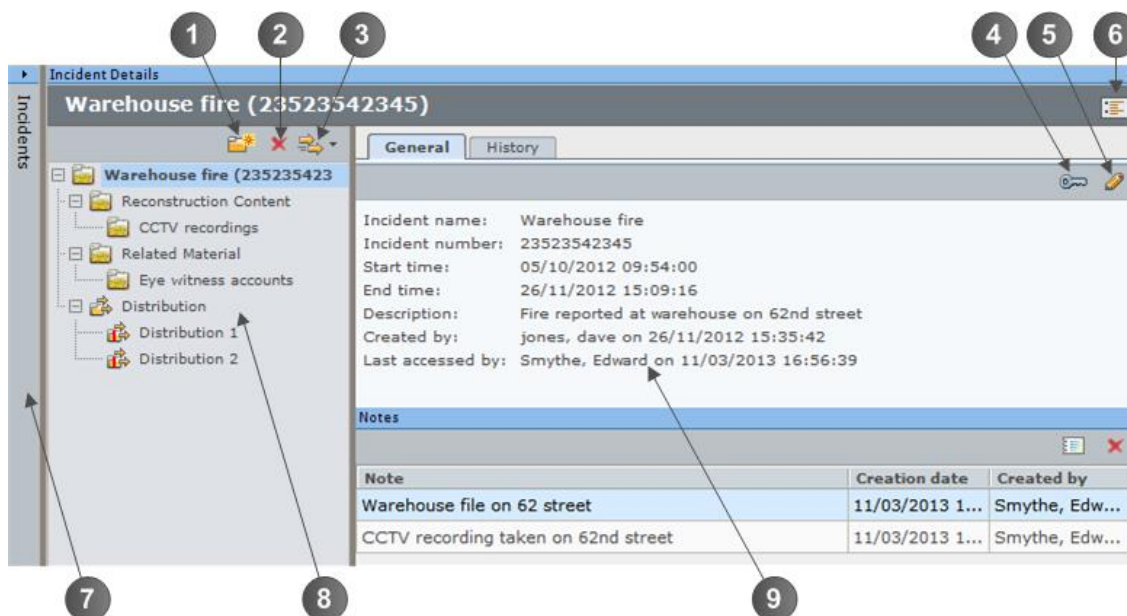 1 2 3 4 5 6
Incident Details
Incidents
Warehouse fire (23523542345)
General History
Warehouse fire (235235423
Reconstruction Content
CCTV recordings
Related Material
Eye witness accounts
Distribution
Distribution 1
Distribution 2
Incident name: Warehouse fire
Incident number: 23523542345
Start time: 05/10/2012 09:54:00
End time: 26/11/2012 15:09:16
Description: Fire reported at warehouse on 62nd street
Created by: jones, dave on 26/11/2012 15:35:42
Last accessed by: Smythe, Edward on 11/03/2013 16:56:39
Notes
Note Creation date Created by
Warehouse file on 62 street 11/03/2013 1... Smythe, Edw...
CCTV recording taken on 62nd street 11/03/2013 1... Smythe, Edw...
7 8 9